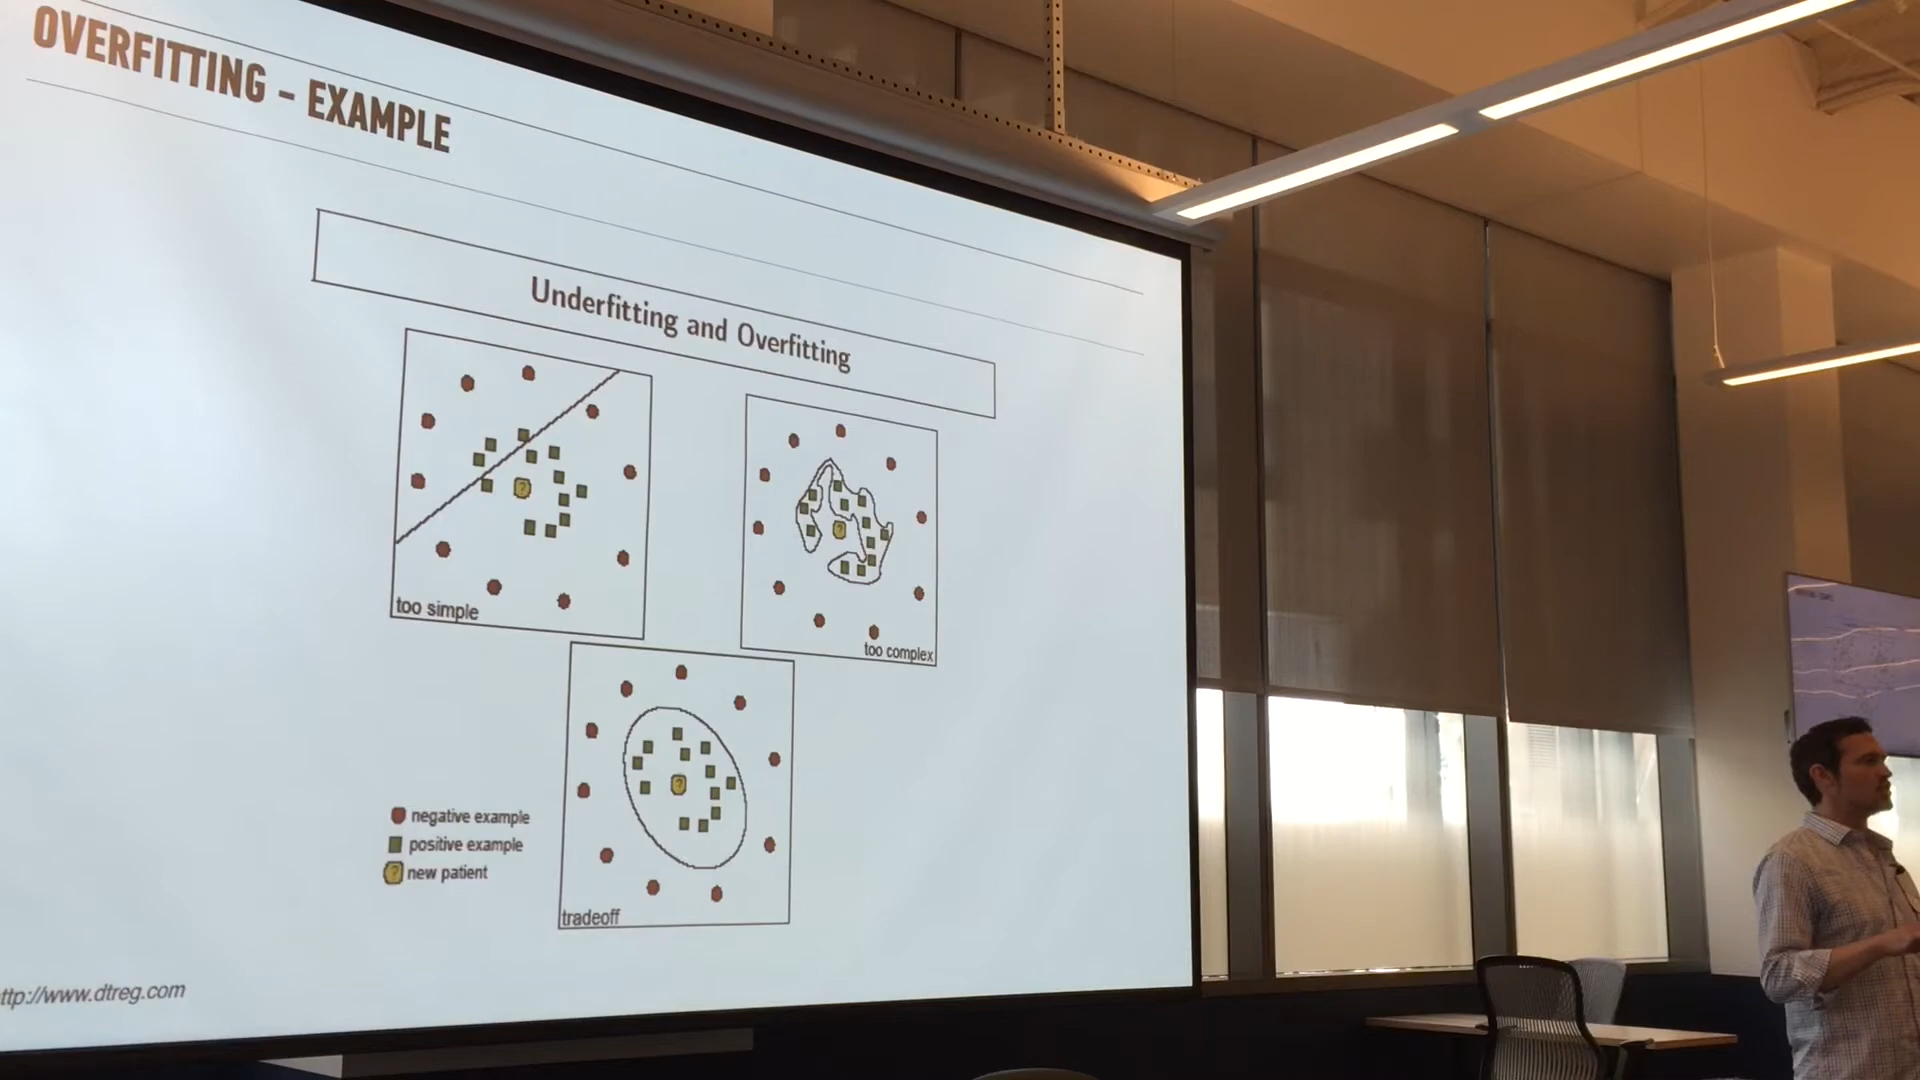 OVERFITTING - EXAMPLE
Underfitting and Overfitting
too simple
too complex
negative example
positive example
? new patient
tradeoff
ttp://www.dtreg.com